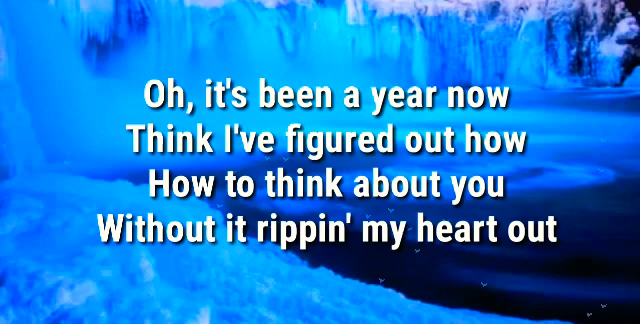 Oh, it's been a year now
Think I've figured out how
How to think about you
Without it rippin' my heart out